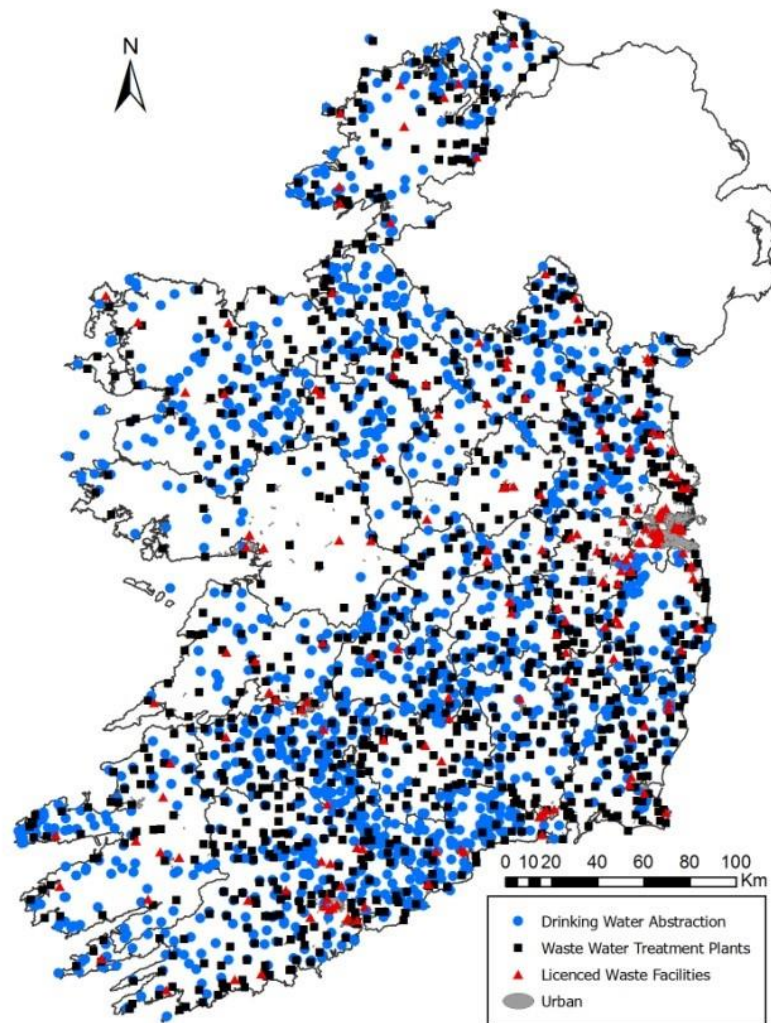 N
0 10 20 40 60 80 100
Km
Drinking Water Abstraction
Waste Water Treatment Plants
Licenced Waste Facilities
Urban